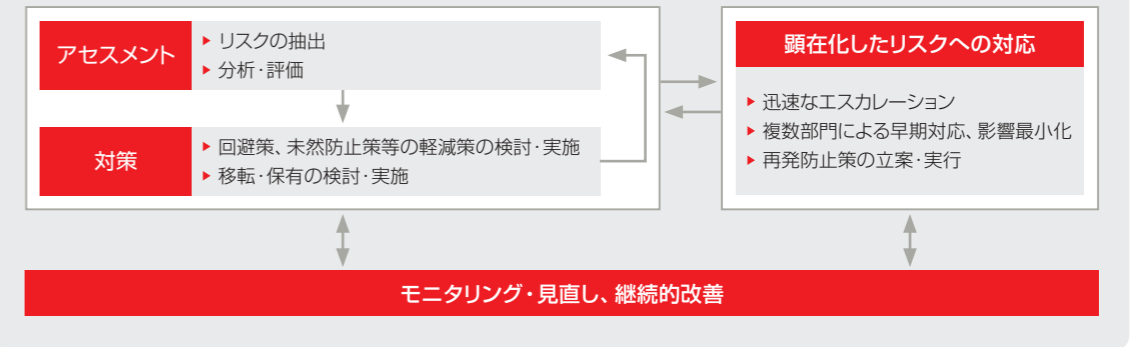 アセスメント
▶ リスクの抽出
▶ 分析・評価
対策
▶ 回避策、未然防止策等の軽減策の検討・実施
▶ 移転・保有の検討・実施
顕在化したリスクへの対応
▶ 迅速なエスカレーション
▶ 複数部門による早期対応、影響最小化
▶ 再発防止策の立案・実行
モニタリング・見直し、継続的改善